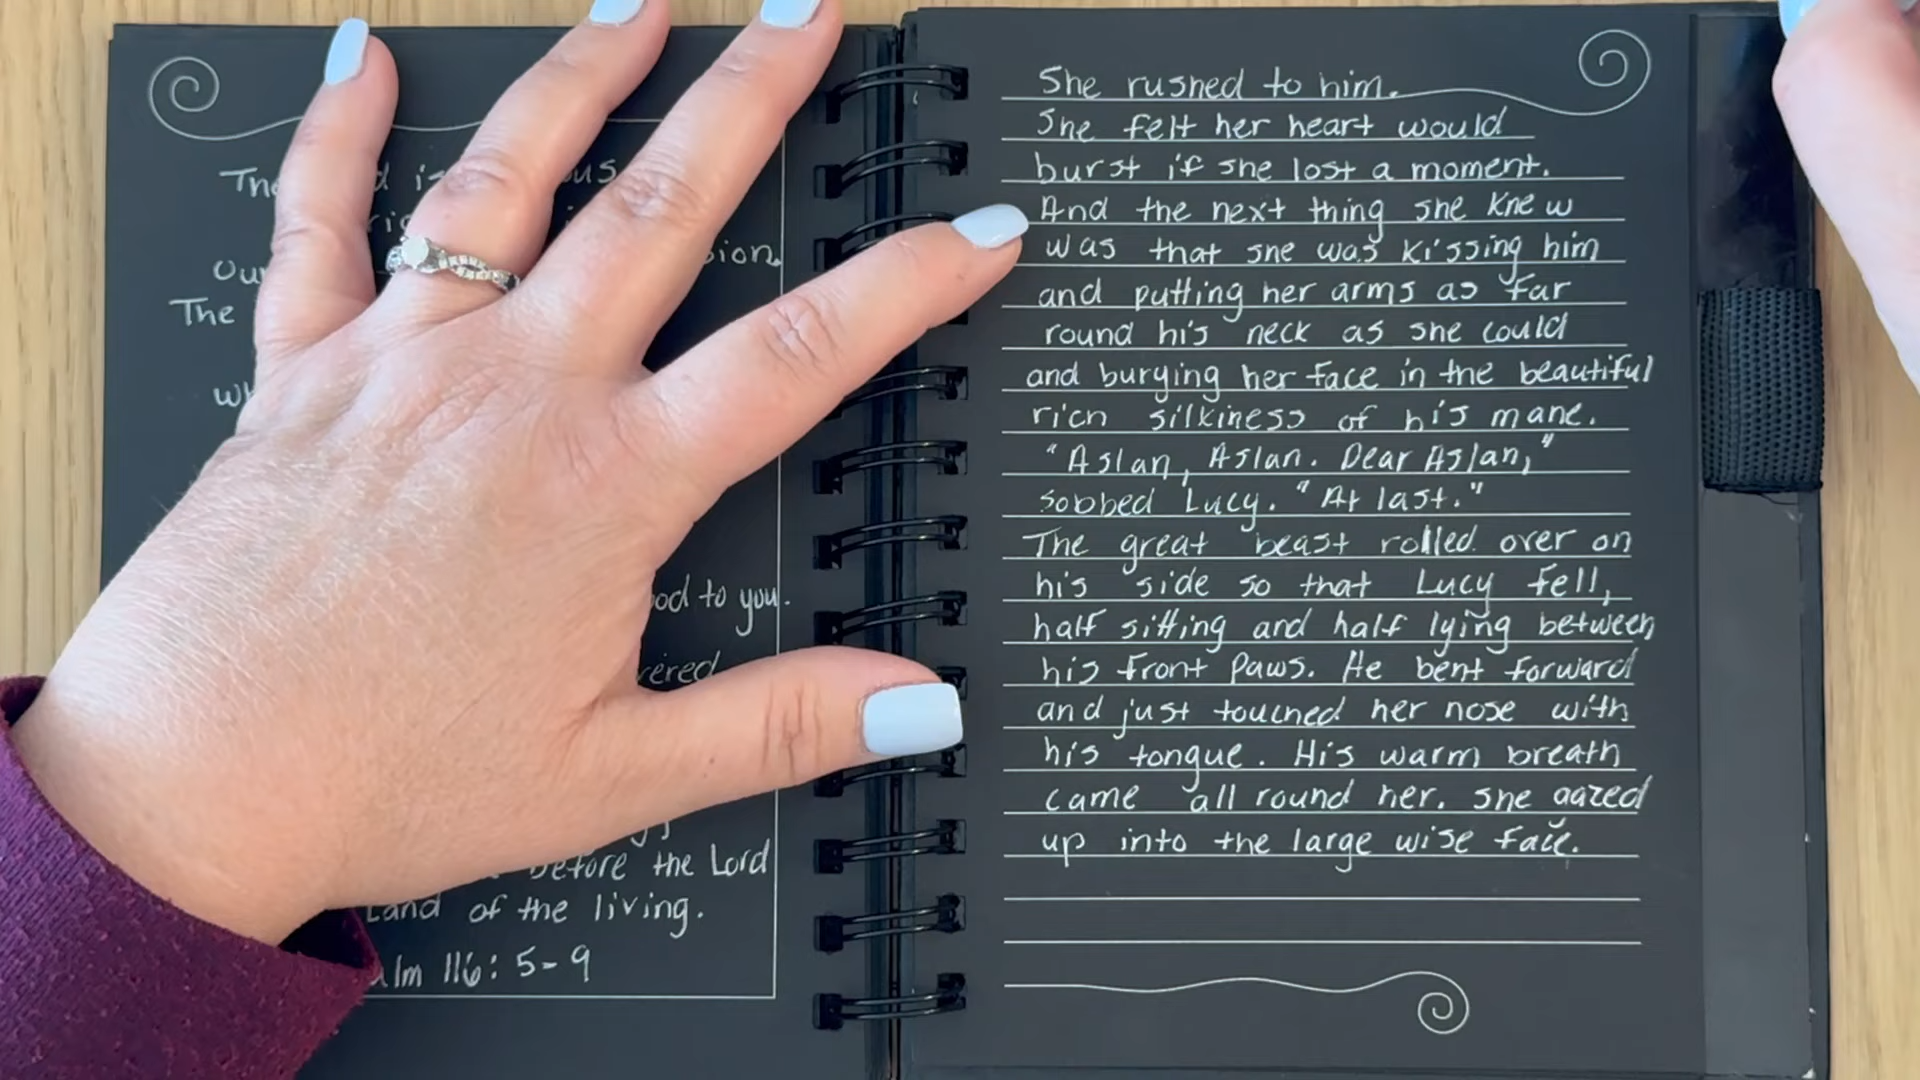 is
our
The
sion.
ood to you.
before the Lord
Land of the living.
alm 116: 5-9
She rushed to him.
She felt her heart would
burst if she lost a moment.
And the next thing she knew
was that she was kissing him
and putting her arms as far
round his neck as she could
and burying her face in the beautiful
rich silkiness of his mane.
"Aslan, Aslan. Dear Aslan,"
sobbed Lucy. "At last."
The great beast rolled over on
his side so that Lucy fell,
half sitting and half lying between
his front paws. He bent forward
and just touched her nose with
his tongue. His warm breath
came all round her. She gazed
up into the large wise face.